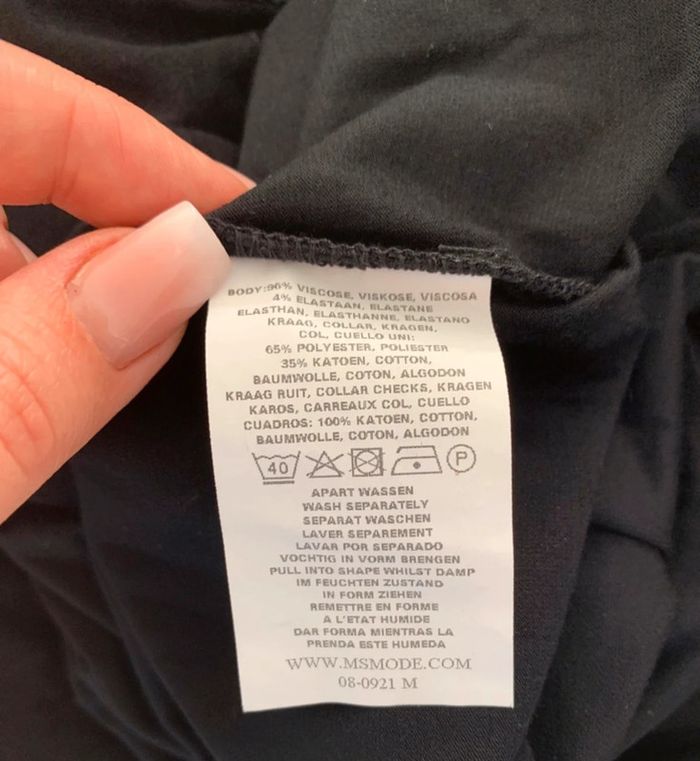 BODY:96% VISCOSE, VISKOSE, VISCOSA
4% ELASTAAN, ELASTANE
ELASTHAN, ELASTHANNE, ELASTANO
KRAAG, COLLAR, KRAGEN,
COL, CUELLO UNI:
65% POLYESTER, POLIESTER
35% KATOEN, COTTON,
BAUMWOLLE, COTON, ALGODON
KRAAG RUIT, COLLAR CHECKS, KRAGEN
KAROS, CARREAUX COL, CUELLO
CUADROS: 100% KATOEN, COTTON,
BAUMWOLLE, COTON, ALGODON
40 P
APART WASSEN
WASH SEPARATELY
SEPARAT WASCHEN
LAVER SEPAREMENT
LAVAR POR SEPARADO
VOCHTIG IN VORM BRENGEN
PULL INTO SHAPE WHILST DAMP
IM FEUCHTEN ZUSTAND
IN FORM ZIEHEN
REMETTRE EN FORME
A L'ETAT HUMIDE
DAR FORMA MIENTRAS LA
PRENDA ESTE HUMEDA
WWW.MSMODE.COM
08-0921 M